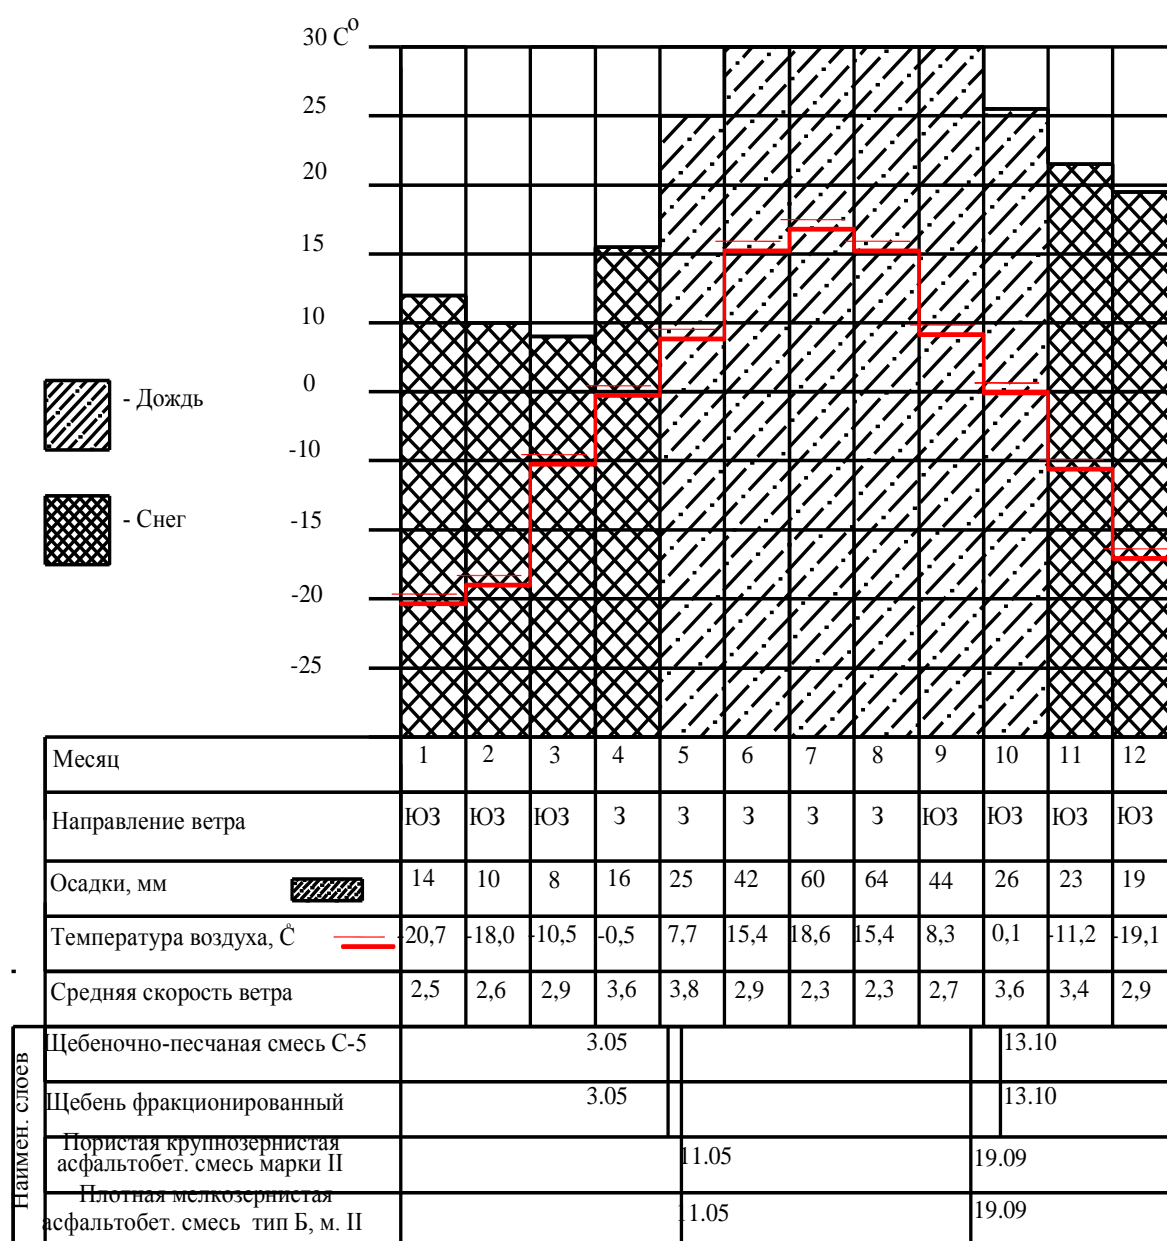 30 C⁰
25
20
15
10
0
-10
-15
-20
-25
- Дождь
- Снег
Месяц 1 2 3 4 5 6 7 8 9 10 11 12
Направление ветра ЮЗ ЮЗ ЮЗ З З З З З ЮЗ ЮЗ ЮЗ ЮЗ
Осадки, мм 14 10 8 16 25 42 60 64 44 26 23 19
Температура воздуха, C° -20,7 -18,0 -10,5 -0,5 7,7 15,4 18,6 15,4 8,3 0,1 -11,2 -19,1
Средняя скорость ветра 2,5 2,6 2,9 3,6 3,8 2,9 2,3 2,3 2,7 3,6 3,4 2,9
Наимен. слоев
Щебеночно-песчаная смесь С-5 3.05 13.10
Щебень фракционированный 3.05 13.10
Пористая крупнозернистая
асфальтобет. смесь марки II 11.05 19.09
Плотная мелкозернистая
асфальтобет. смесь тип Б, м. II 11.05 19.09